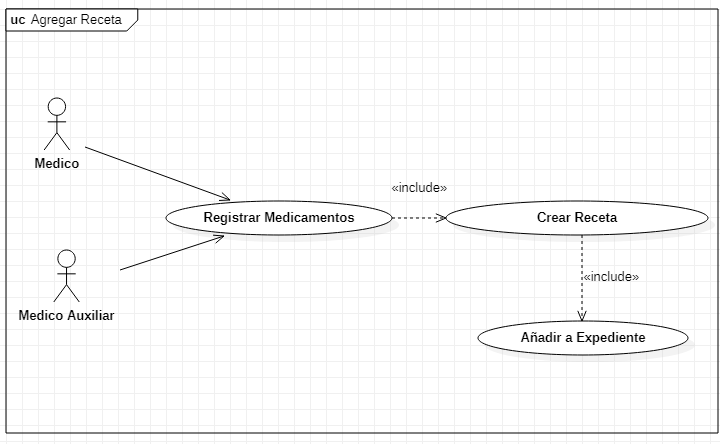 uc Agregar Receta
Medico
«include»
Registrar Medicamentos
Crear Receta
«include»
Medico Auxiliar
Añadir a Expediente